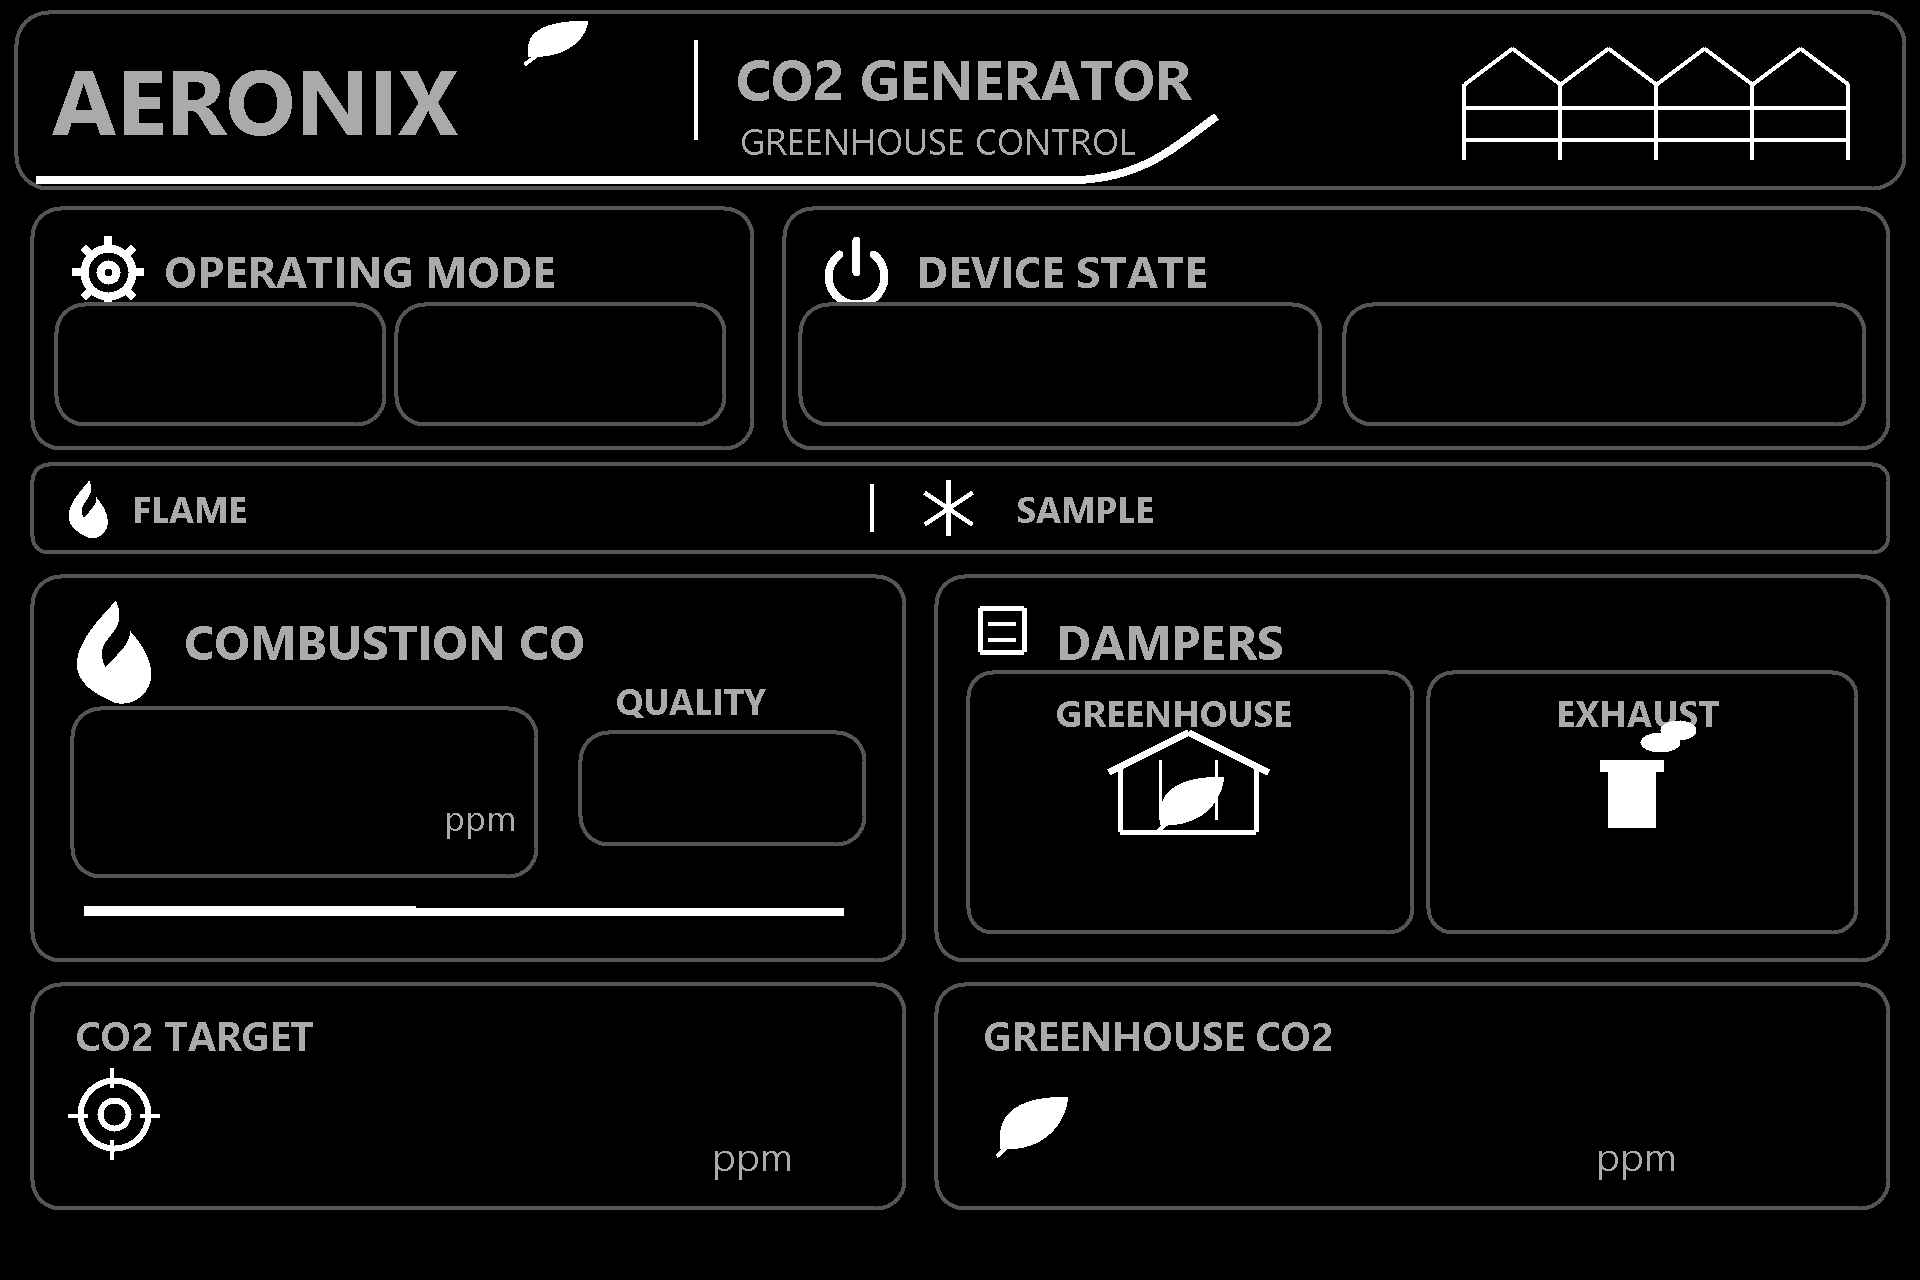 AERONIX
CO2 GENERATOR
GREENHOUSE CONTROL
OPERATING MODE
DEVICE STATE
FLAME
SAMPLE
COMBUSTION CO
QUALITY
ppm
DAMPERS
GREENHOUSE
EXHAUST
CO2 TARGET
ppm
GREENHOUSE CO2
ppm